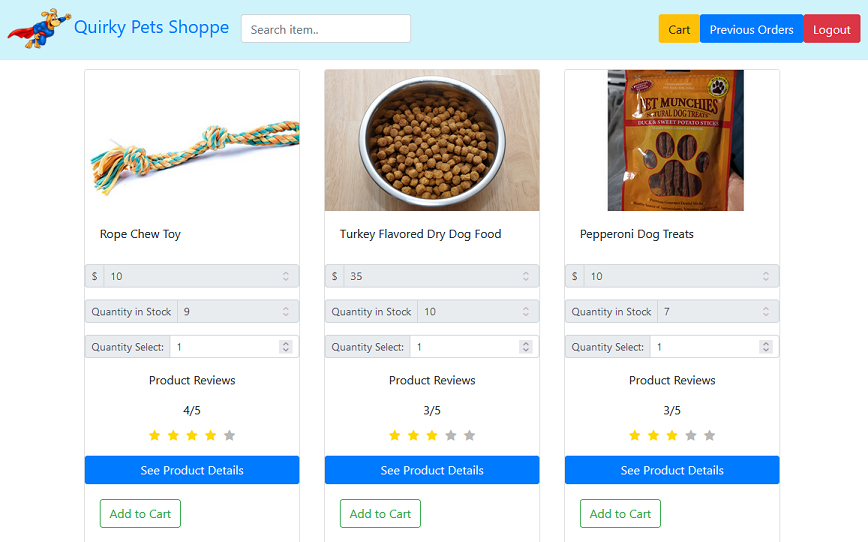 Quirky Pets Shoppe
Search item..
Cart
Previous Orders
Logout
PET MUNCHIES
NATURAL DOG TREATS
DUCK & SWEET POTATO STICKS
Rope Chew Toy
Turkey Flavored Dry Dog Food
Pepperoni Dog Treats
$ 10
$ 35
$ 10
Quantity in Stock 9
Quantity in Stock 10
Quantity in Stock 7
Quantity Select: 1
Quantity Select: 1
Quantity Select: 1
Product Reviews
Product Reviews
Product Reviews
4/5
3/5
3/5
See Product Details
See Product Details
See Product Details
Add to Cart
Add to Cart
Add to Cart